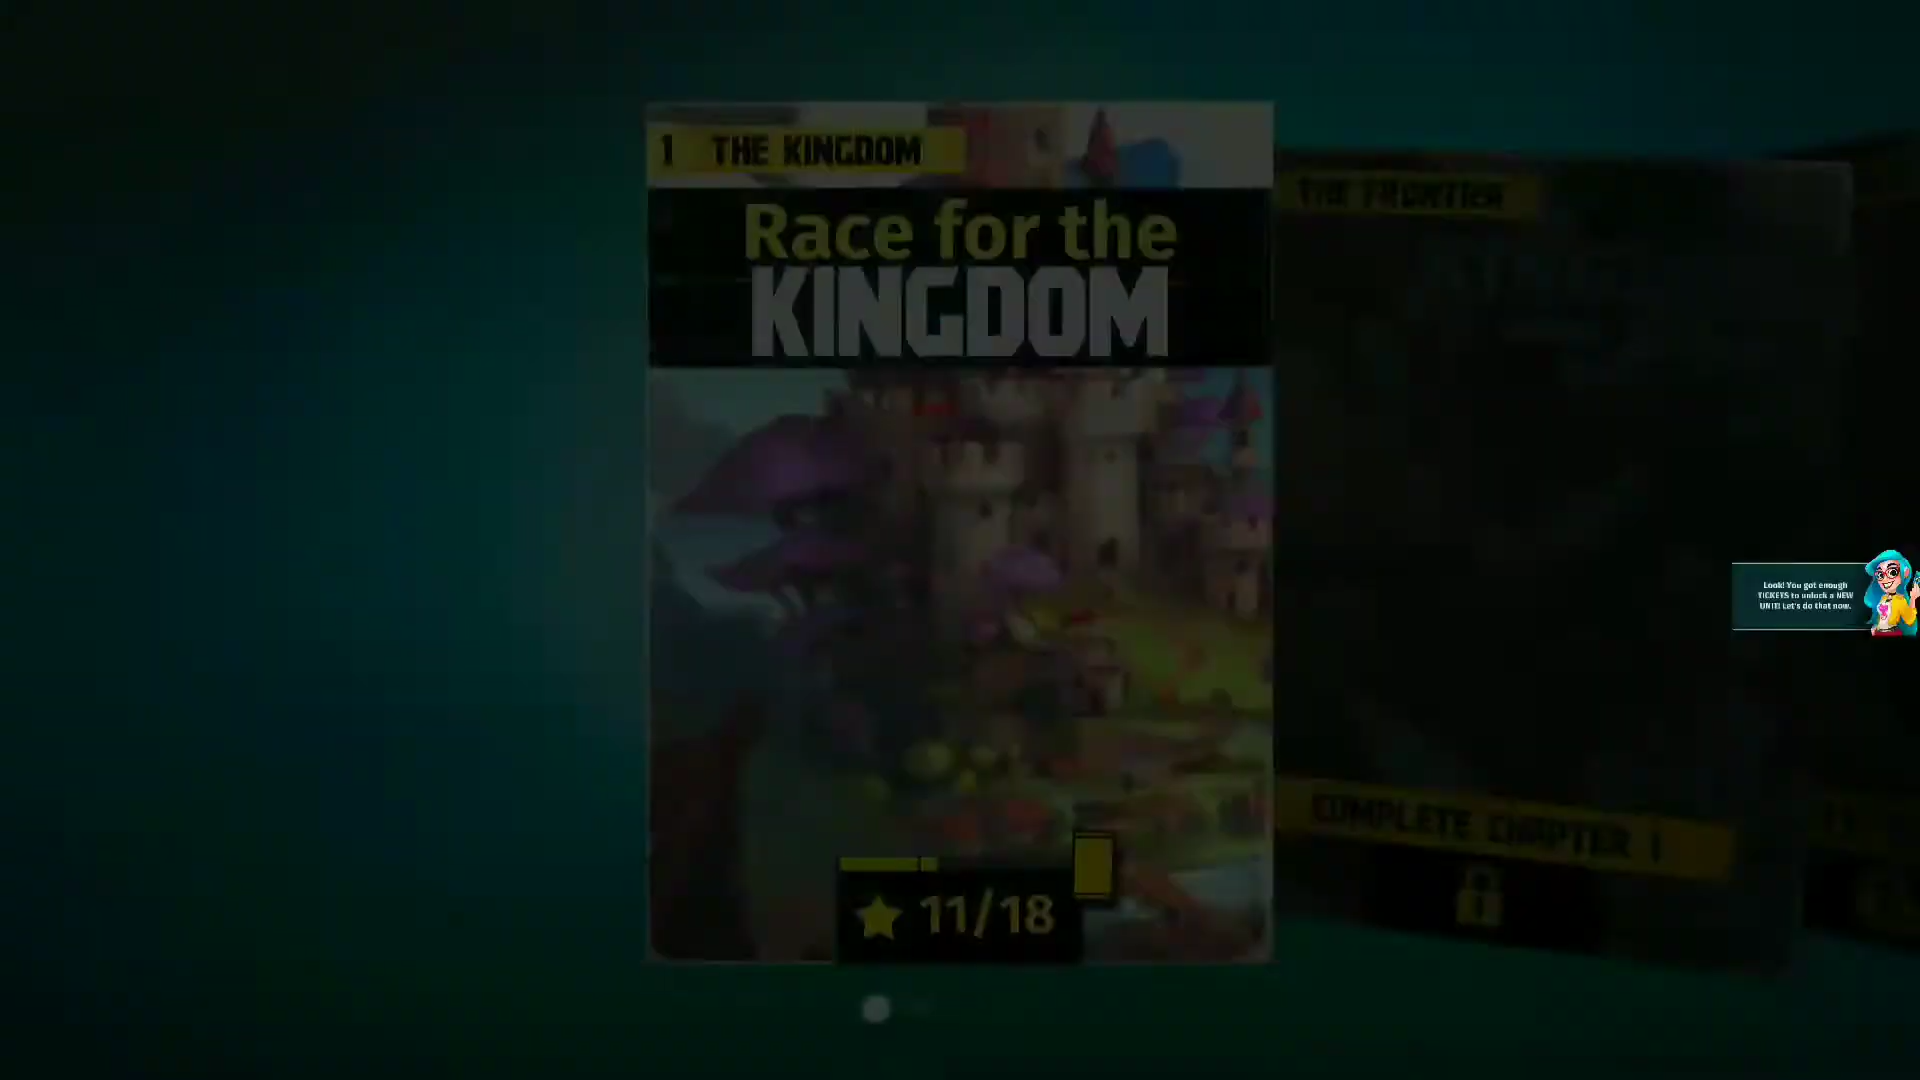 1 THE KINGDOM
Race for the
KINGDOM
11/18
THE FRONTIER
COMPLETE CHAPTER 1
Look! You got enough
TICKETS to unlock a NEW
UNIT! Let's do that now.